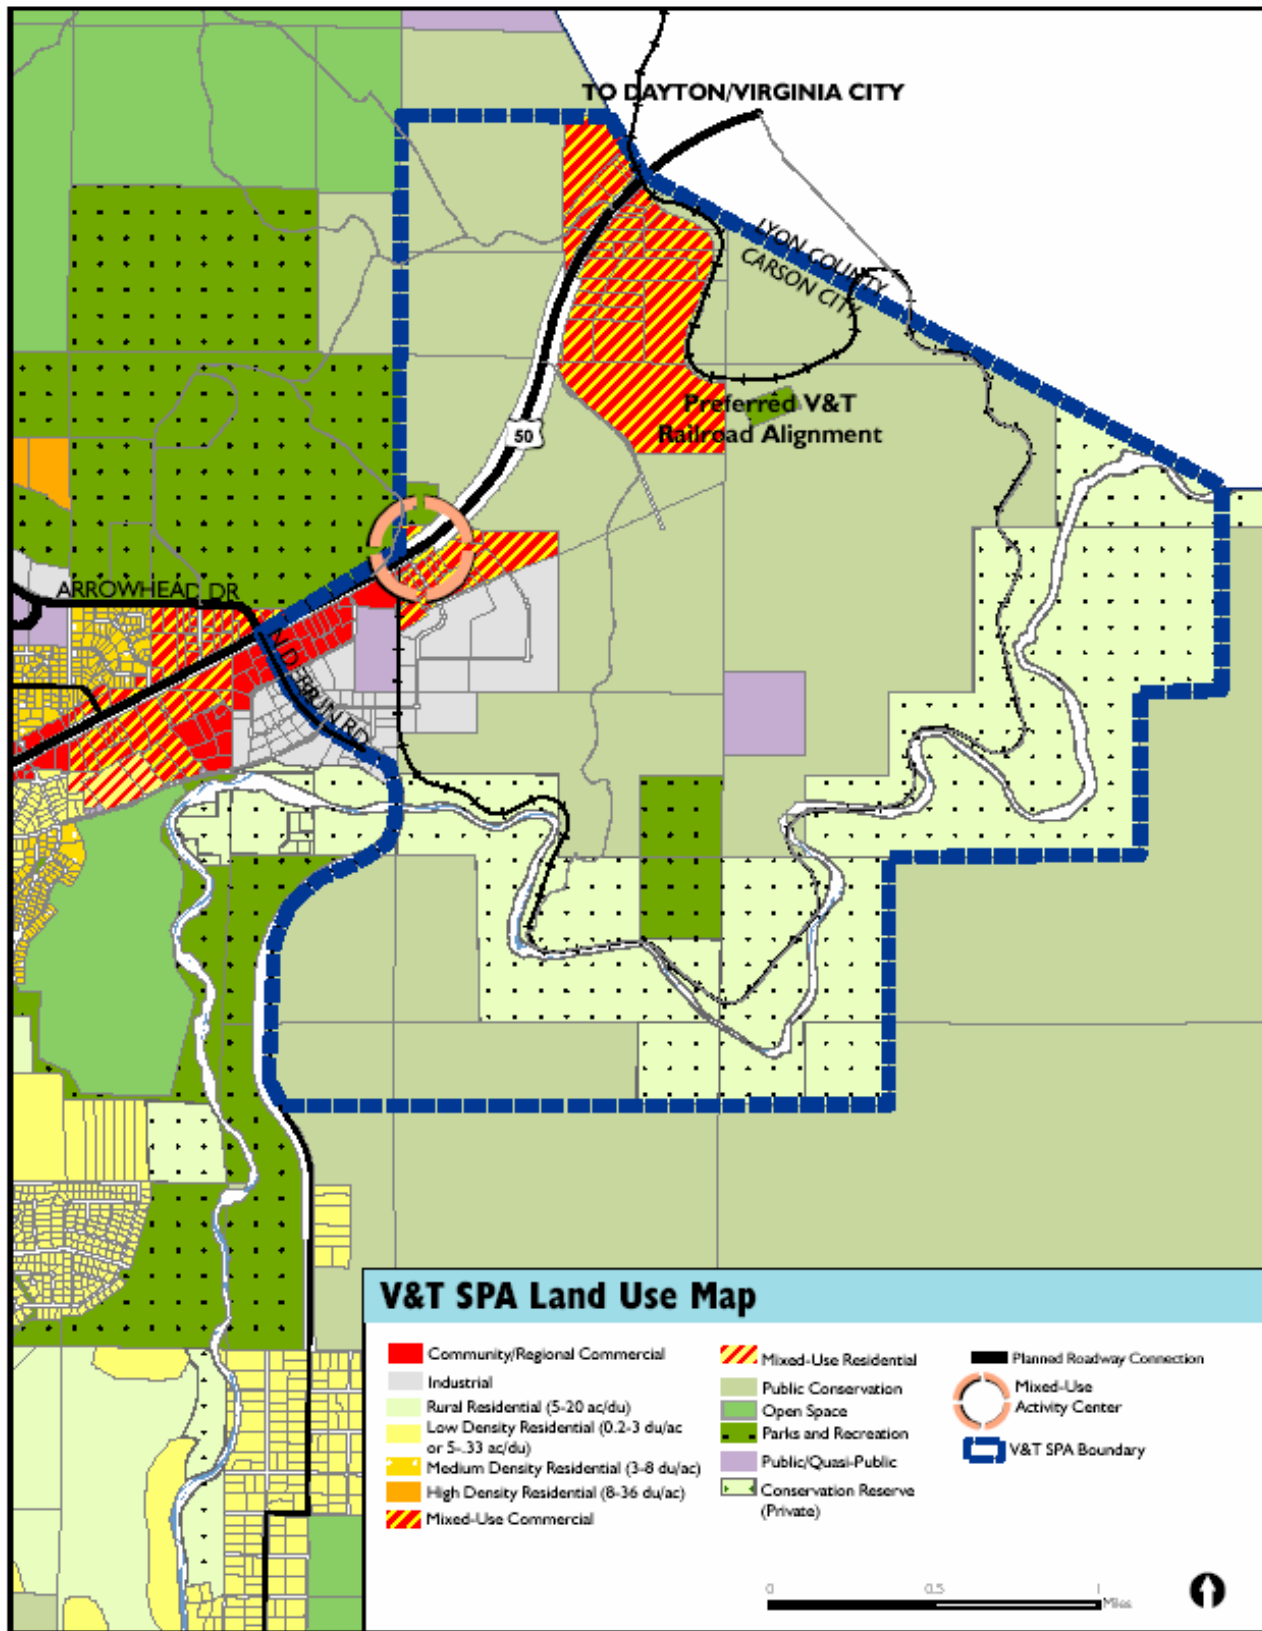 TO DAYTON/VIRGINIA CITY
LYON COUNTY
CARSON CITY
Preferred V&T
Railroad Alignment
50
ARROWHEAD DR
N DEER RUN RD
V&T SPA Land Use Map
Community/Regional Commercial
Industrial
Rural Residential (5-20 ac/du)
Low Density Residential (0.2-3 du/ac
or 5-.33 ac/du)
Medium Density Residential (3-8 du/ac)
High Density Residential (8-36 du/ac)
Mixed-Use Commercial
Mixed-Use Residential
Public Conservation
Open Space
Parks and Recreation
Public/Quasi-Public
Conservation Reserve
(Private)
Planned Roadway Connection
Mixed-Use
Activity Center
V&T SPA Boundary
0 0.5 1
Miles